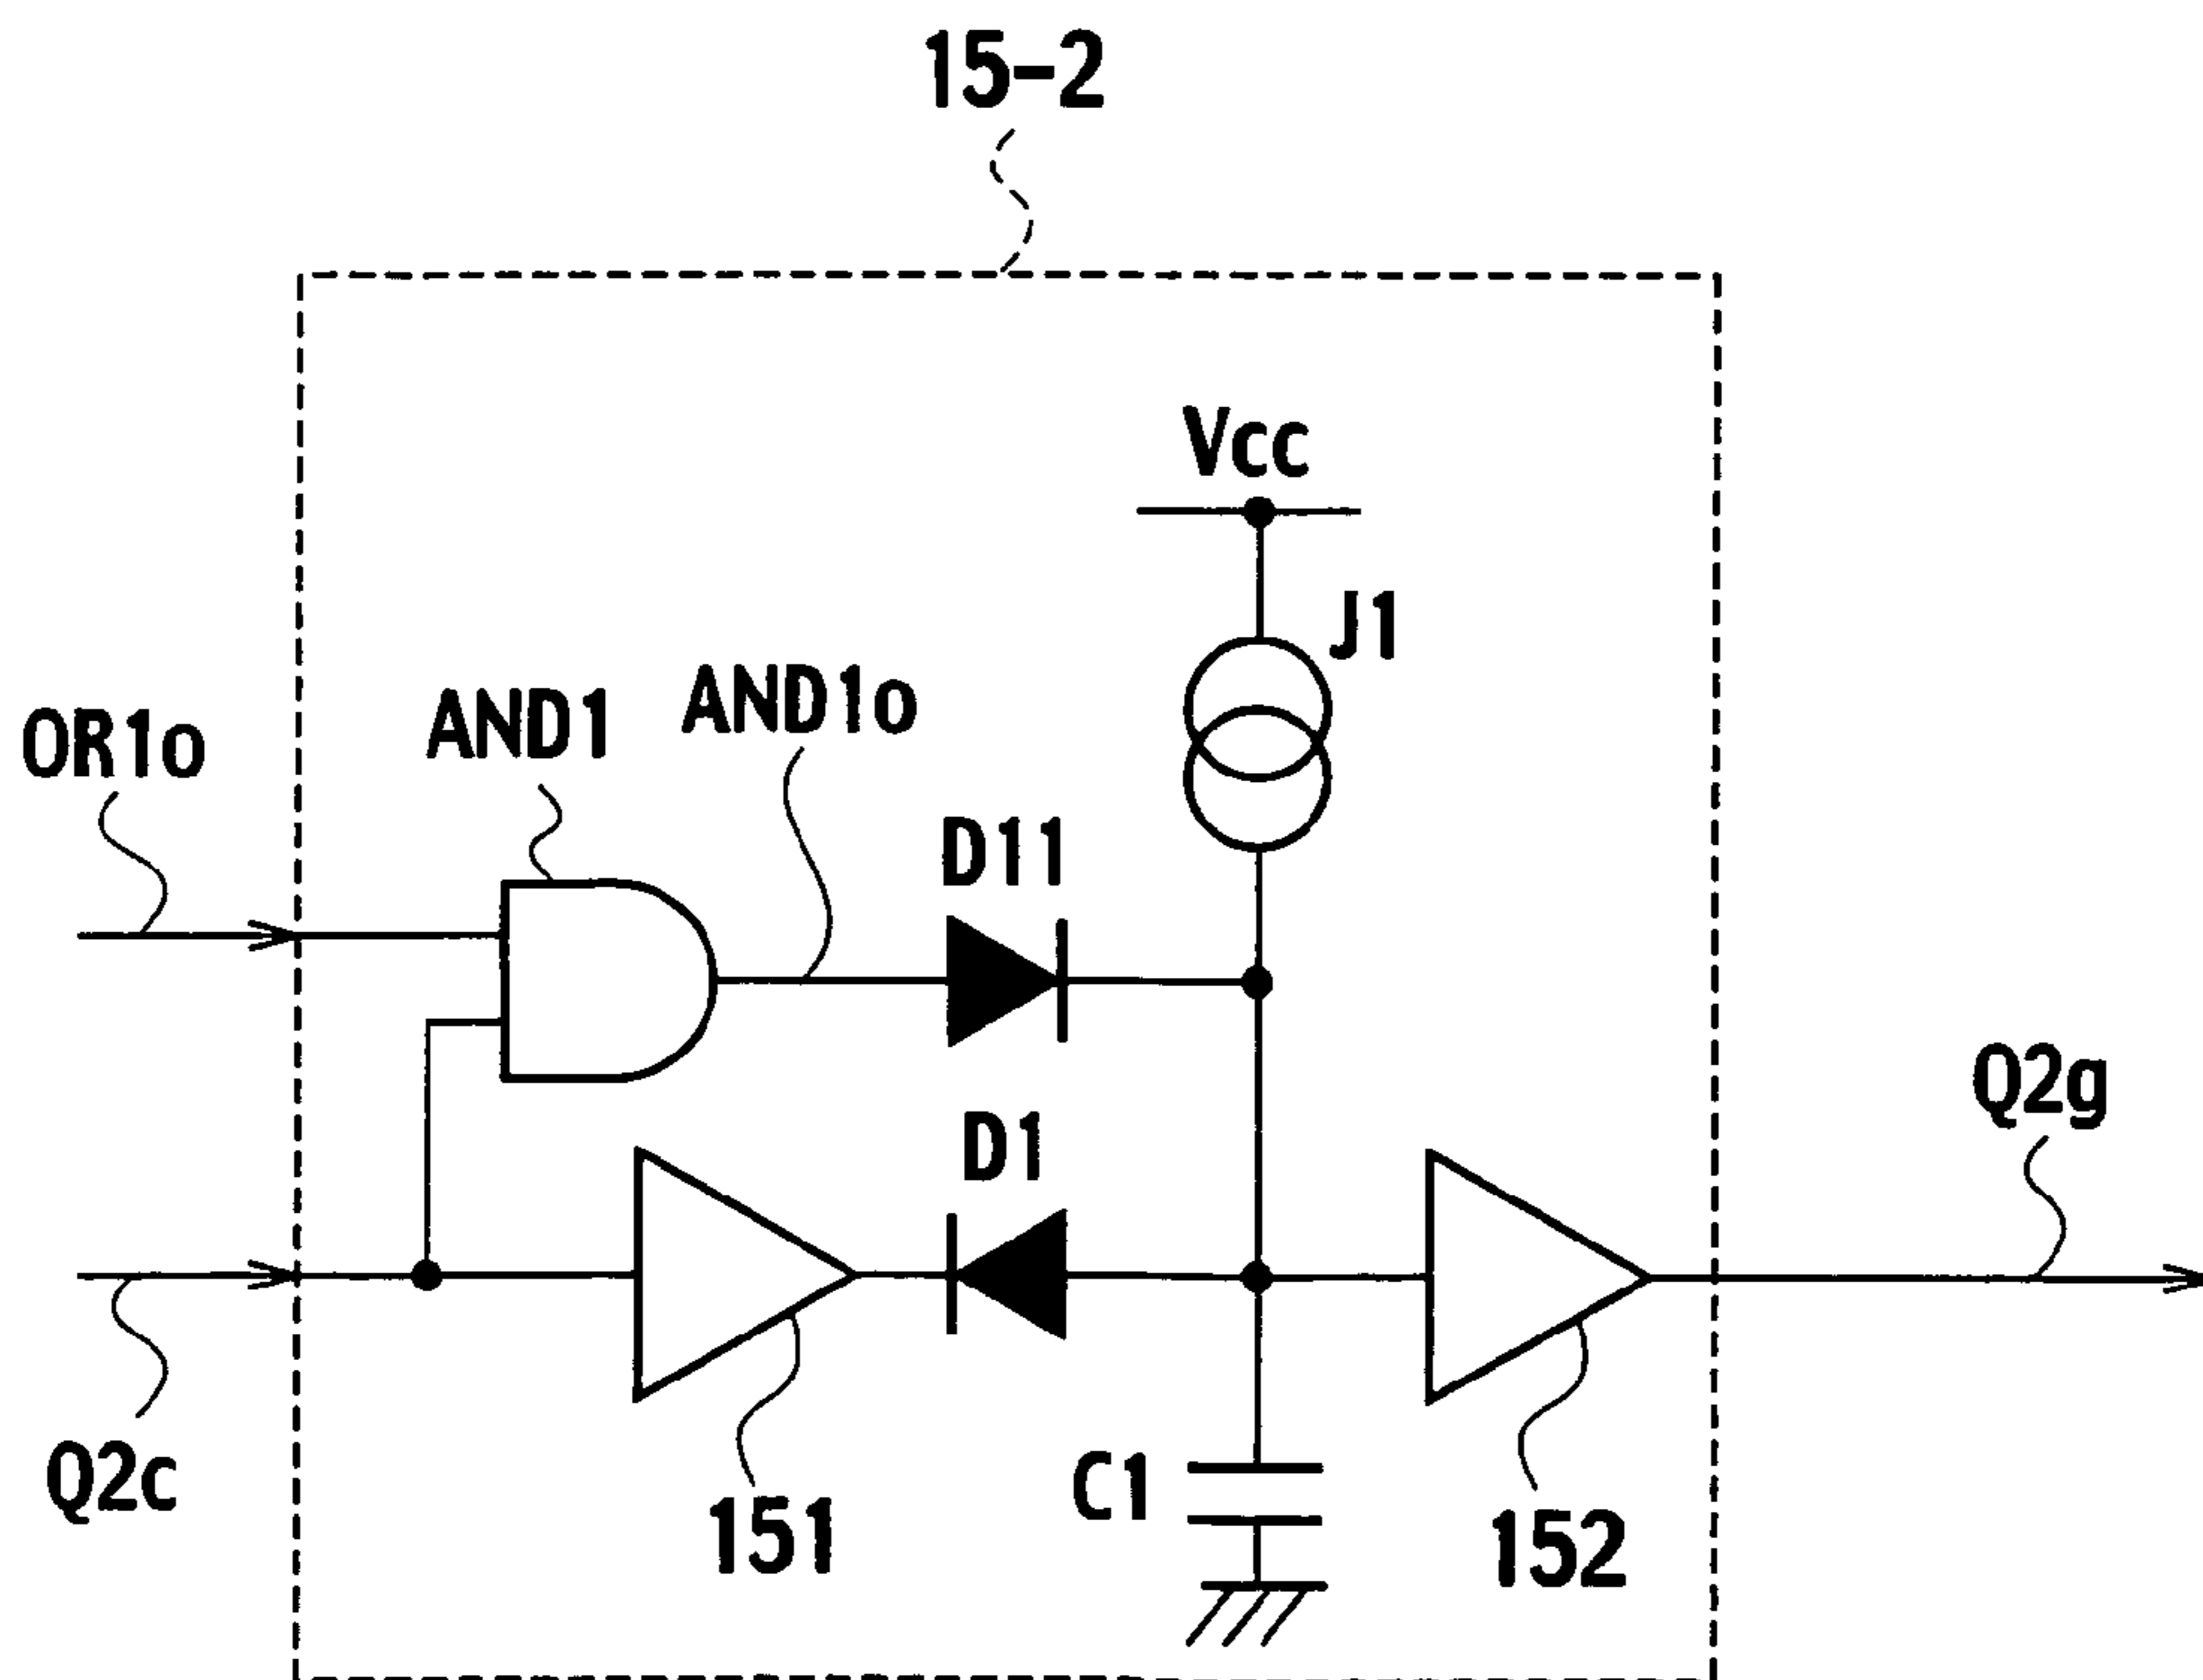 15-2
Vcc
J1
OR1o
AND1
AND1o
D11
D1
Q2g
Q2c
151
C1
152